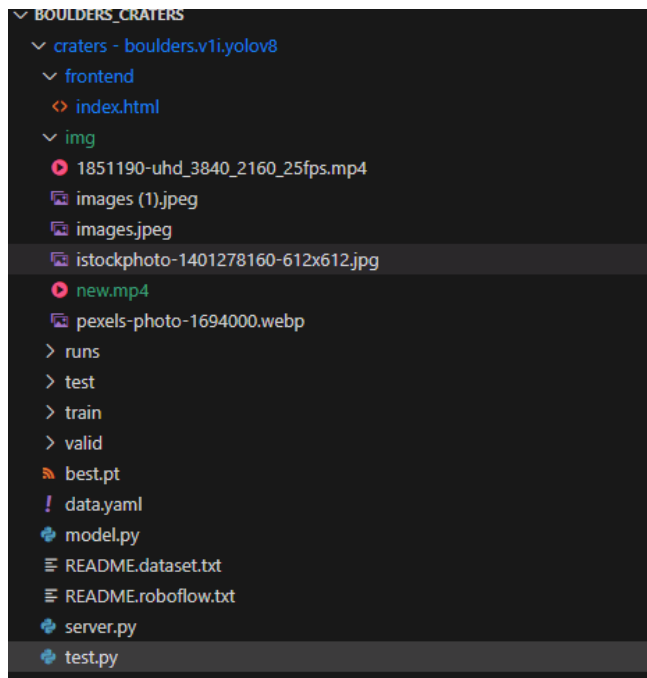 BOULDERS_CRATERS
craters - boulders.v1i.yolov8
frontend
index.html
img
1851190-uhd_3840_2160_25fps.mp4
images (1).jpeg
images.jpeg
istockphoto-1401278160-612x612.jpg
new.mp4
pexels-photo-1694000.webp
runs
test
train
valid
best.pt
data.yaml
model.py
README.dataset.txt
README.roboflow.txt
server.py
test.py